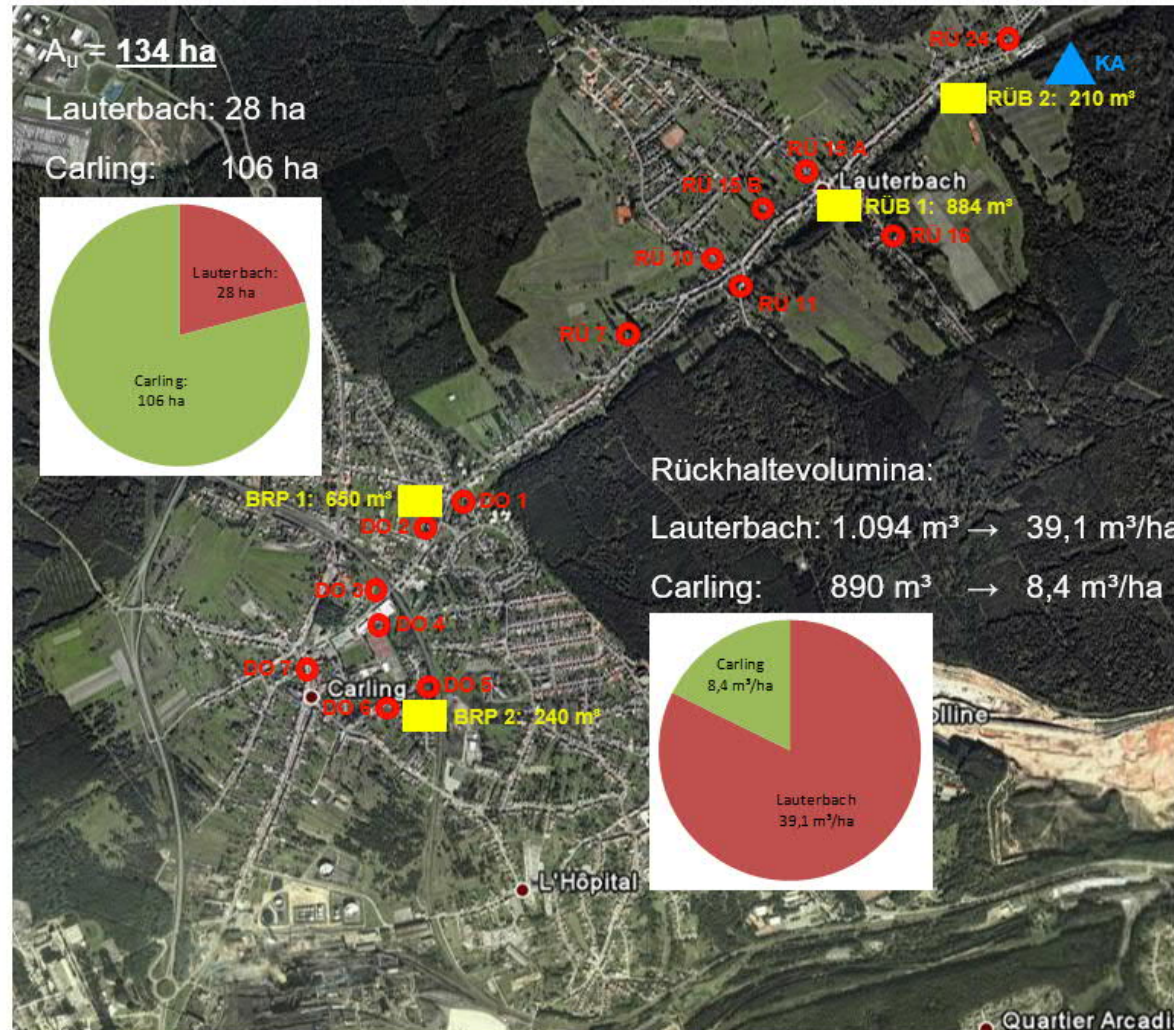 Au = 134 ha
Lauterbach: 28 ha
Carling: 106 ha
Lauterbach:
28 ha
Carling:
106 ha
RÜ 24
KA
RÜB 2: 210 m³
RÜ 15 A
Lauterbach
RÜ 15 B
RÜB 1: 884 m³
RÜ 16
RÜ 10
RÜ 11
RÜ 7
BRP 1: 650 m³
DO 1
DO 2
DO 3
DO 4
DO 7
Carling
DO 5
DO 6
BRP 2: 240 m³
L'Hôpital
Rückhaltevolumina:
Lauterbach: 1.094 m³ → 39,1 m³/ha
Carling: 890 m³ → 8,4 m³/ha
Carling
8,4 m³/ha
Lauterbach
39,1 m³/ha
olline
Quartier Arcadi